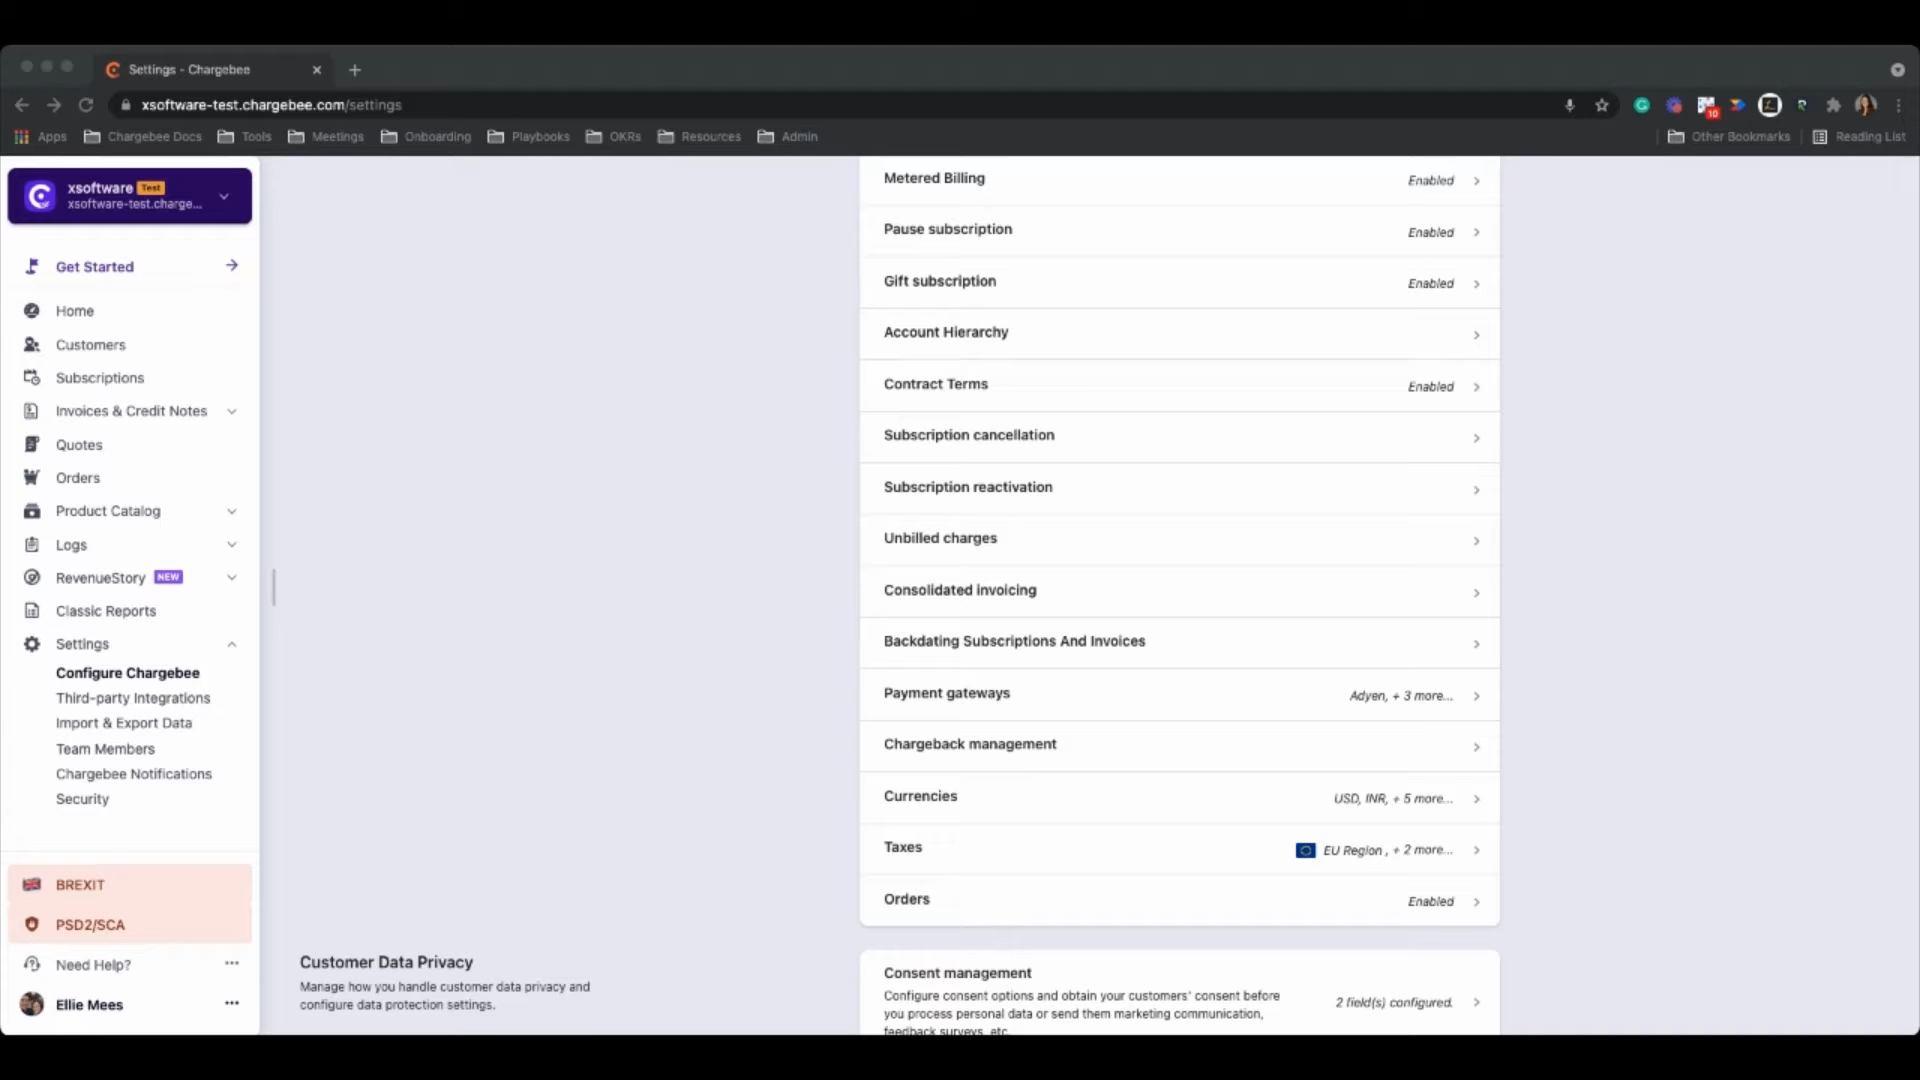 Settings - Chargebee
xsoftware-test.chargebee.com/settings
10
Apps
Chargebee Docs
Tools
Meetings
Onboarding
Playbooks
OKRs
Resources
Admin
Other Bookmarks
Reading List
xsoftware Test
xsoftware-test.charge...
Get Started
Home
Customers
Subscriptions
Invoices & Credit Notes
Quotes
Orders
Product Catalog
Logs
RevenueStory NEW
Classic Reports
Settings
Configure Chargebee
Third-party Integrations
Import & Export Data
Team Members
Chargebee Notifications
Security
BREXIT
PSD2/SCA
Need Help?
Ellie Mees
Metered Billing Enabled
Pause subscription Enabled
Gift subscription Enabled
Account Hierarchy
Contract Terms Enabled
Subscription cancellation
Subscription reactivation
Unbilled charges
Consolidated invoicing
Backdating Subscriptions And Invoices
Payment gateways Adyen, + 3 more...
Chargeback management
Currencies USD, INR, + 5 more...
Taxes EU Region , + 2 more...
Orders Enabled
Customer Data Privacy
Manage how you handle customer data privacy and
configure data protection settings.
Consent management
Configure consent options and obtain your customers' consent before
you process personal data or send them marketing communication,
feedback surveys, etc.
2 field(s) configured.